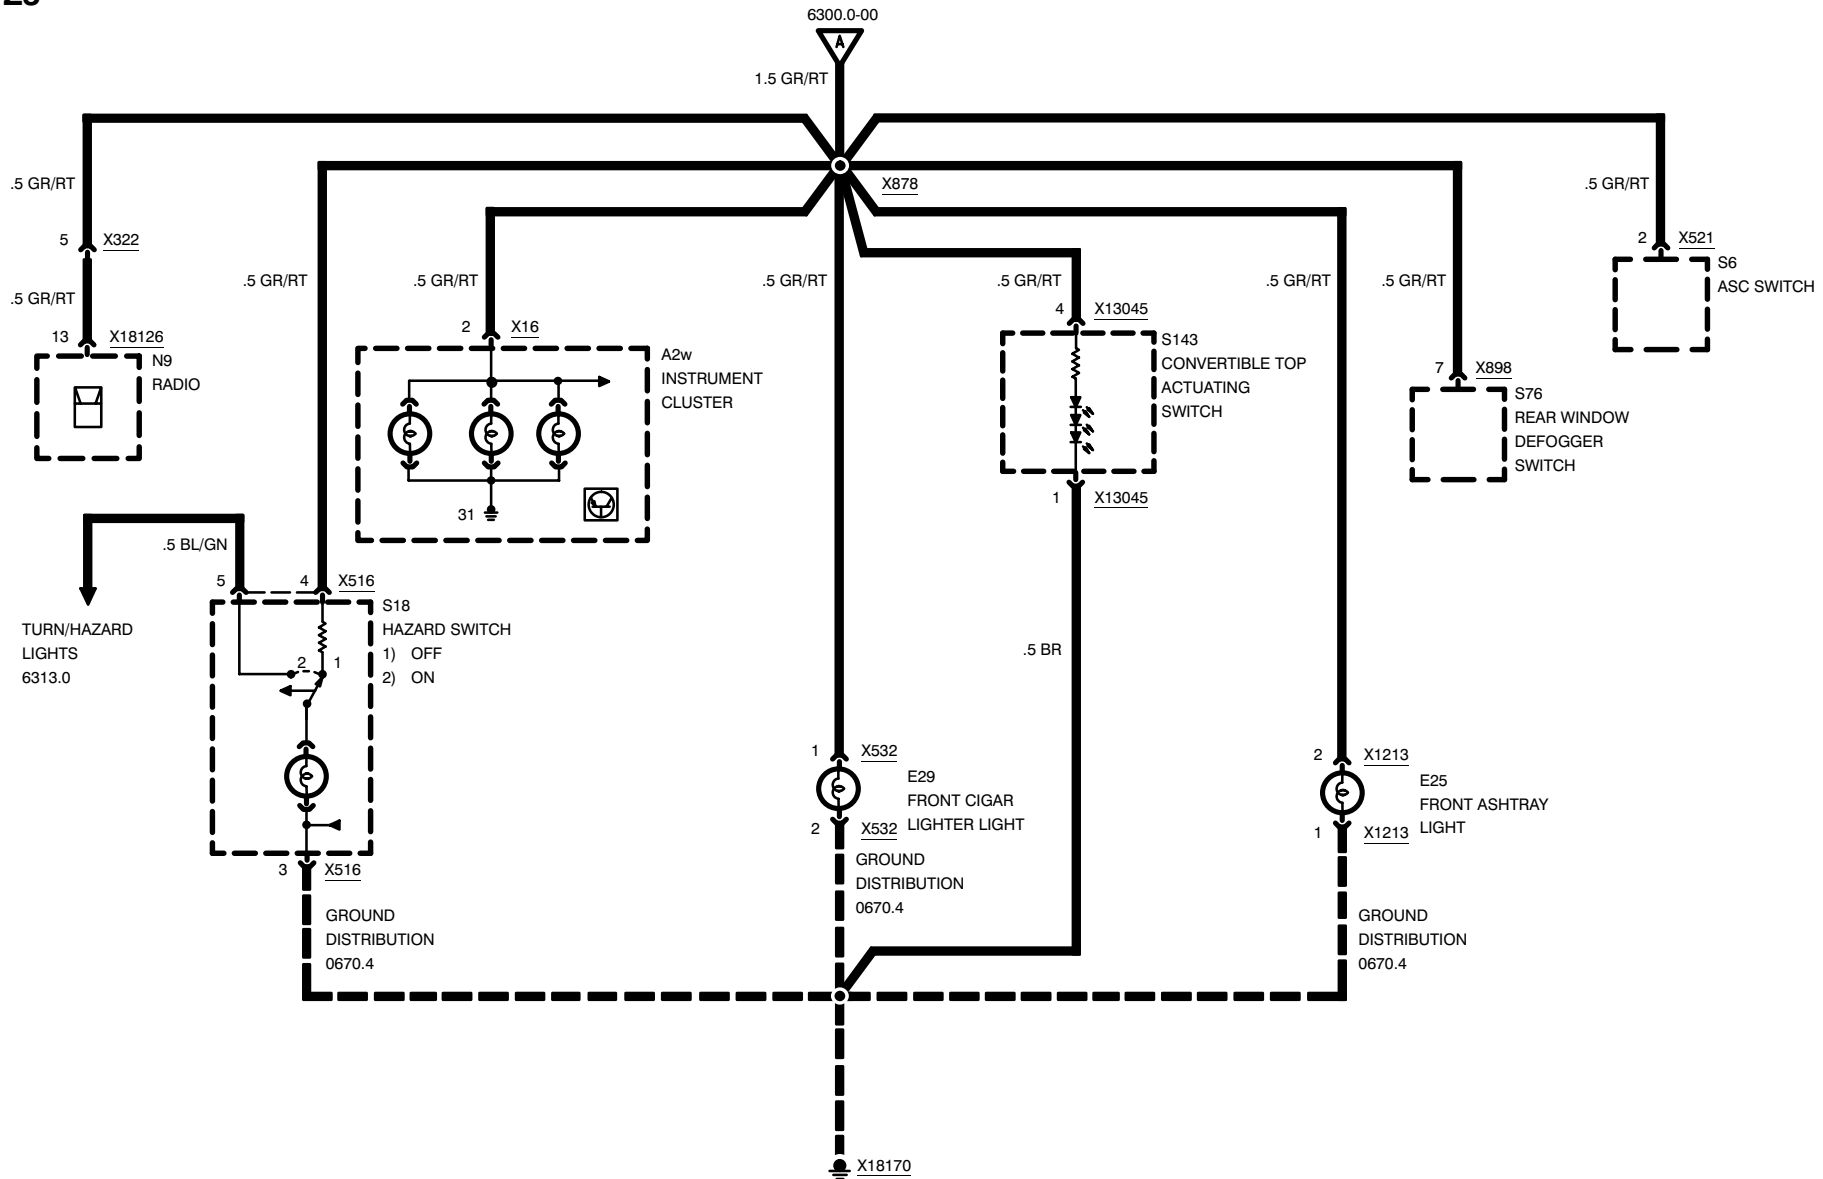 6300.0-00
A
1.5 GR/RT
X878
.5 GR/RT
5 X322
.5 GR/RT
13 X18126
N9
RADIO
.5 GR/RT
.5 GR/RT
2 X16
A2w
INSTRUMENT
CLUSTER
31
.5 GR/RT
.5 GR/RT
4 X13045
S143
CONVERTIBLE TOP
ACTUATING
SWITCH
1 X13045
.5 GR/RT
.5 GR/RT
7 X898
S76
REAR WINDOW
DEFOGGER
SWITCH
.5 GR/RT
2 X521
S6
ASC SWITCH
.5 BL/GN
TURN/HAZARD
LIGHTS
6313.0
5 4 X516
S18
HAZARD SWITCH
1) OFF
2) ON
2 1
3 X516
GROUND
DISTRIBUTION
0670.4
.5 BR
1 X532
E29
FRONT CIGAR
LIGHTER LIGHT
2 X532
GROUND
DISTRIBUTION
0670.4
2 X1213
E25
FRONT ASHTRAY
LIGHT
1 X1213
GROUND
DISTRIBUTION
0670.4
X18170